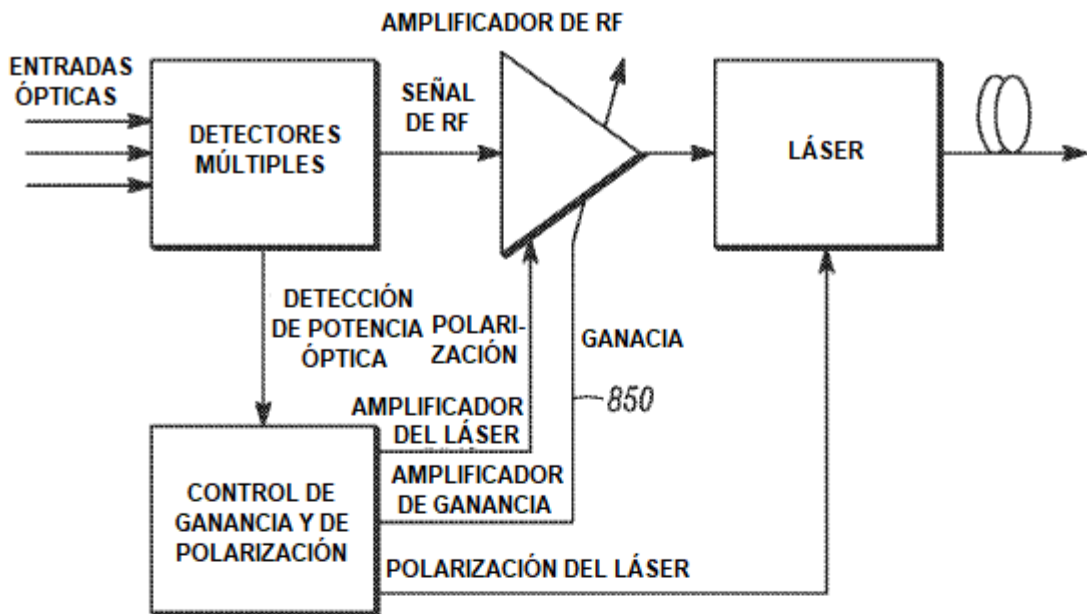 AMPLIFICADOR DE RF
ENTRADAS
ÓPTICAS
DETECTORES
MÚLTIPLES
SEÑAL
DE RF
LÁSER
DETECCIÓN
DE POTENCIA
ÓPTICA
POLARI-
ZACIÓN
GANACIA
850
AMPLIFICADOR
DEL LÁSER
AMPLIFICADOR
DE GANANCIA
CONTROL DE
GANANCIA Y DE
POLARIZACIÓN
POLARIZACIÓN DEL LÁSER